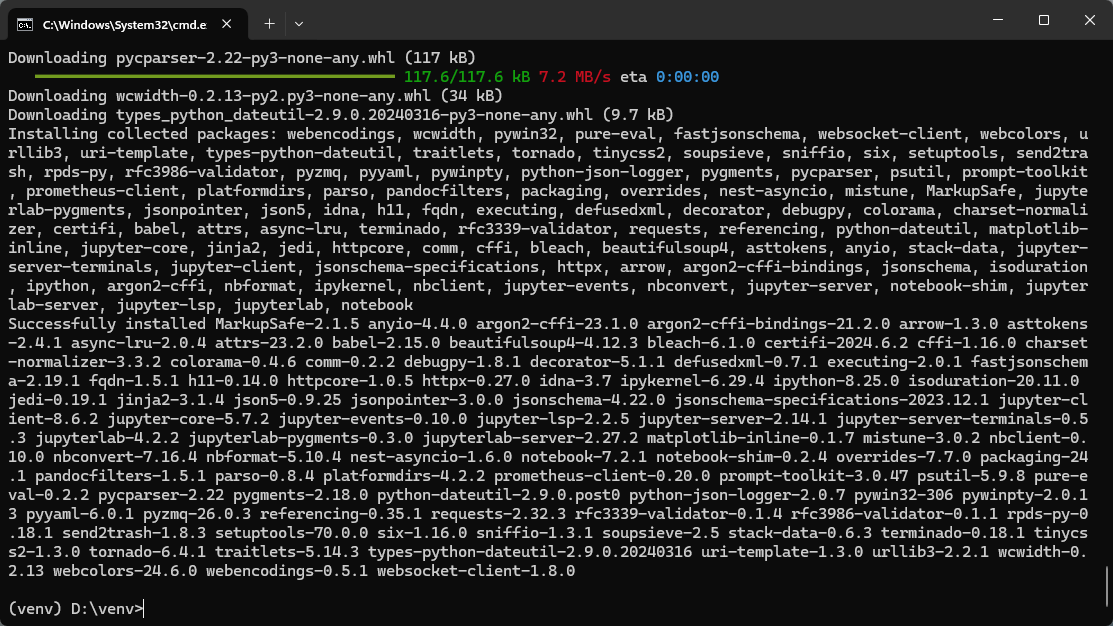 C:\Windows\System32\cmd.e
Downloading pycparser-2.22-py3-none-any.whl (117 kB)
117.6/117.6 kB 7.2 MB/s eta 0:00:00
Downloading wcwidth-0.2.13-py2.py3-none-any.whl (34 kB)
Downloading types_python_dateutil-2.9.0.20240316-py3-none-any.whl (9.7 kB)
Installing collected packages: webencodings, wcwidth, pywin32, pure-eval, fastjsonschema, websocket-client, webcolors, u
rllib3, uri-template, types-python-dateutil, traitlets, tornado, tinycss2, soupsieve, sniffio, six, setuptools, send2tra
sh, rpds-py, rfc3986-validator, pyzmq, pyyaml, pywinpty, python-json-logger, pygments, pycparser, psutil, prompt-toolkit
, prometheus-client, platformdirs, parso, pandocfilters, packaging, overrides, nest-asyncio, mistune, MarkupSafe, jupyte
rlab-pygments, jsonpointer, json5, idna, h11, fqdn, executing, defusedxml, decorator, debugpy, colorama, charset-normali
zer, certifi, babel, attrs, async-lru, terminado, rfc3339-validator, requests, referencing, python-dateutil, matplotlib-
inline, jupyter-core, jinja2, jedi, httpcore, comm, cffi, bleach, beautifulsoup4, asttokens, anyio, stack-data, jupyter-
server-terminals, jupyter-client, jsonschema-specifications, httpx, arrow, argon2-cffi-bindings, jsonschema, isoduration
, ipython, argon2-cffi, nbformat, ipykernel, nbclient, jupyter-events, nbconvert, jupyter-server, notebook-shim, jupyter
lab-server, jupyter-lsp, jupyterlab, notebook
Successfully installed MarkupSafe-2.1.5 anyio-4.4.0 argon2-cffi-23.1.0 argon2-cffi-bindings-21.2.0 arrow-1.3.0 asttokens
-2.4.1 async-lru-2.0.4 attrs-23.2.0 babel-2.15.0 beautifulsoup4-4.12.3 bleach-6.1.0 certifi-2024.6.2 cffi-1.16.0 charset
-normalizer-3.3.2 colorama-0.4.6 comm-0.2.2 debugpy-1.8.1 decorator-5.1.1 defusedxml-0.7.1 executing-2.0.1 fastjsonschem
a-2.19.1 fqdn-1.5.1 h11-0.14.0 httpcore-1.0.5 httpx-0.27.0 idna-3.7 ipykernel-6.29.4 ipython-8.25.0 isoduration-20.11.0
jedi-0.19.1 jinja2-3.1.4 json5-0.9.25 jsonpointer-3.0.0 jsonschema-4.22.0 jsonschema-specifications-2023.12.1 jupyter-cl
ient-8.6.2 jupyter-core-5.7.2 jupyter-events-0.10.0 jupyter-lsp-2.2.5 jupyter-server-2.14.1 jupyter-server-terminals-0.5
.3 jupyterlab-4.2.2 jupyterlab-pygments-0.3.0 jupyterlab-server-2.27.2 matplotlib-inline-0.1.7 mistune-3.0.2 nbclient-0.
10.0 nbconvert-7.16.4 nbformat-5.10.4 nest-asyncio-1.6.0 notebook-7.2.1 notebook-shim-0.2.4 overrides-7.7.0 packaging-24
.1 pandocfilters-1.5.1 parso-0.8.4 platformdirs-4.2.2 prometheus-client-0.20.0 prompt-toolkit-3.0.47 psutil-5.9.8 pure-e
val-0.2.2 pycparser-2.22 pygments-2.18.0 python-dateutil-2.9.0.post0 python-json-logger-2.0.7 pywin32-306 pywinpty-2.0.1
3 pyyaml-6.0.1 pyzmq-26.0.3 referencing-0.35.1 requests-2.32.3 rfc3339-validator-0.1.4 rfc3986-validator-0.1.1 rpds-py-0
.18.1 send2trash-1.8.3 setuptools-70.0.0 six-1.16.0 sniffio-1.3.1 soupsieve-2.5 stack-data-0.6.3 terminado-0.18.1 tinycs
s2-1.3.0 tornado-6.4.1 traitlets-5.14.3 types-python-dateutil-2.9.0.20240316 uri-template-1.3.0 urllib3-2.2.1 wcwidth-0.
2.13 webcolors-24.6.0 webencodings-0.5.1 websocket-client-1.8.0
(venv) D:\venv>